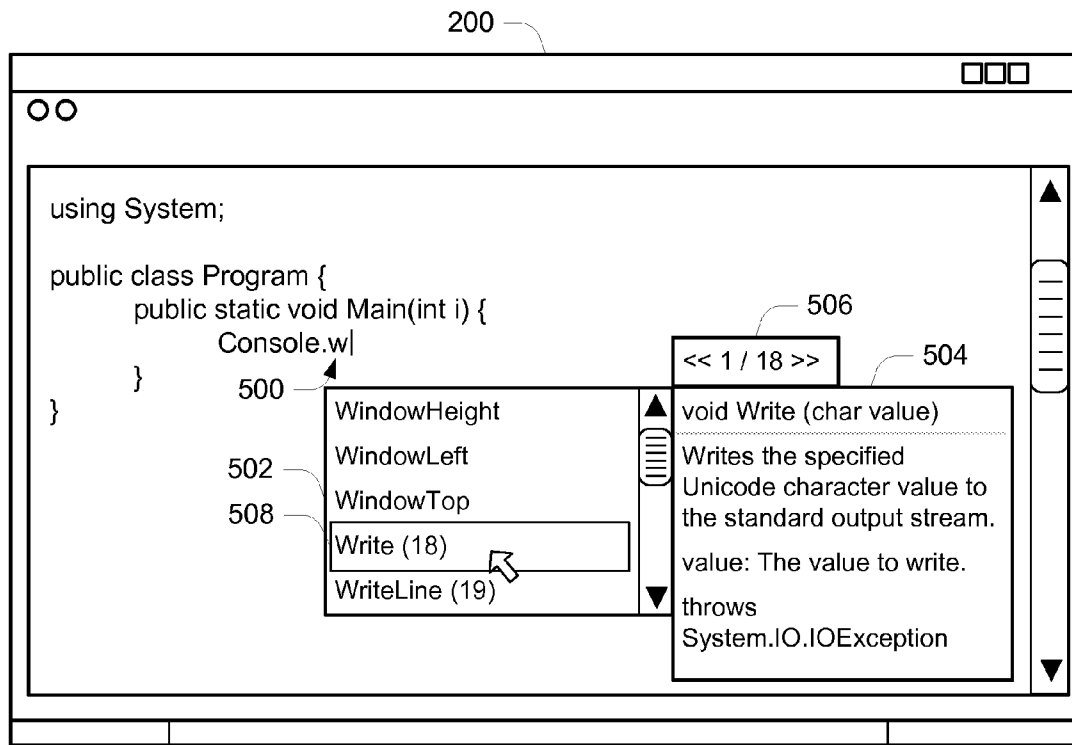 200
using System;
public class Program {
public static void Main(int i) {
Console.w
}
}
500
502
508
WindowHeight
WindowLeft
WindowTop
Write (18)
WriteLine (19)
506
<< 1 / 18 >>
504
void Write (char value)
Writes the specified
Unicode character value to
the standard output stream.
value: The value to write.
throws
System.IO.IOException